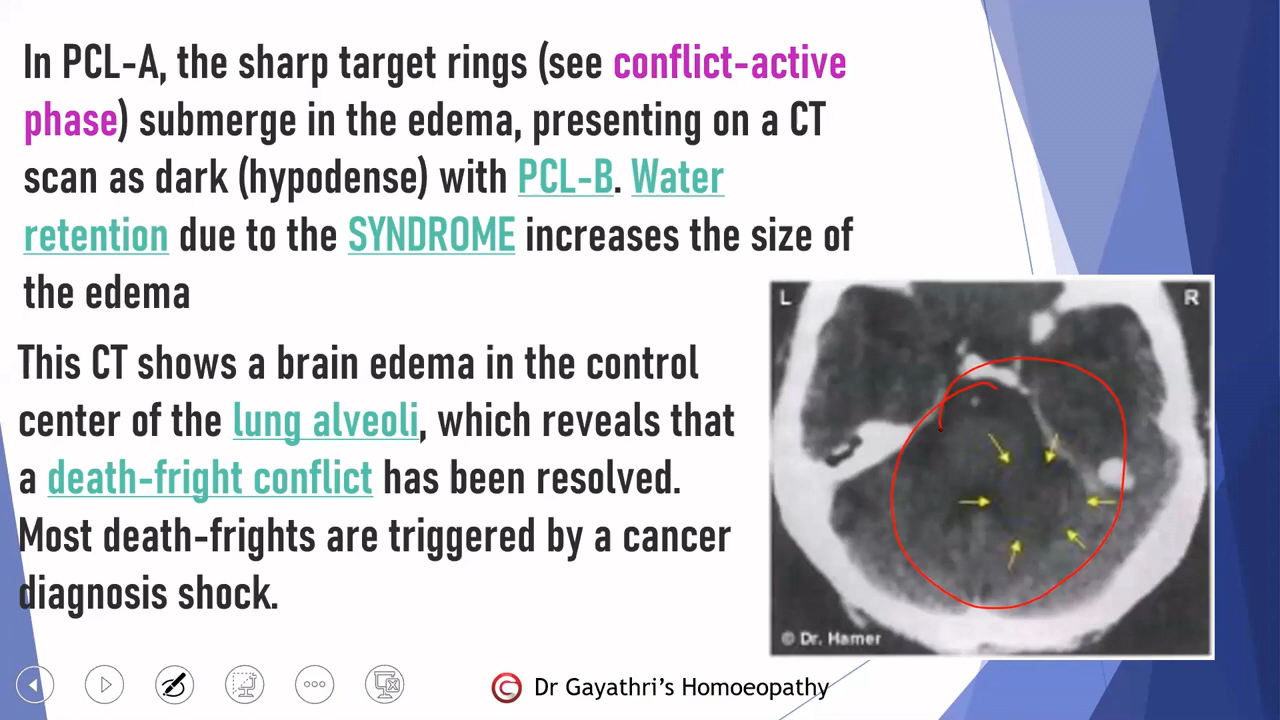 In PCL-A, the sharp target rings (see conflict-active
phase) submerge in the edema, presenting on a CT
scan as dark (hypodense) with PCL-B. Water
retention due to the SYNDROME increases the size of
the edema
This CT shows a brain edema in the control
center of the lung alveoli, which reveals that
a death-fright conflict has been resolved.
Most death-frights are triggered by a cancer
diagnosis shock.
L
R
© Dr. Hamer
Dr Gayathri's Homoeopathy